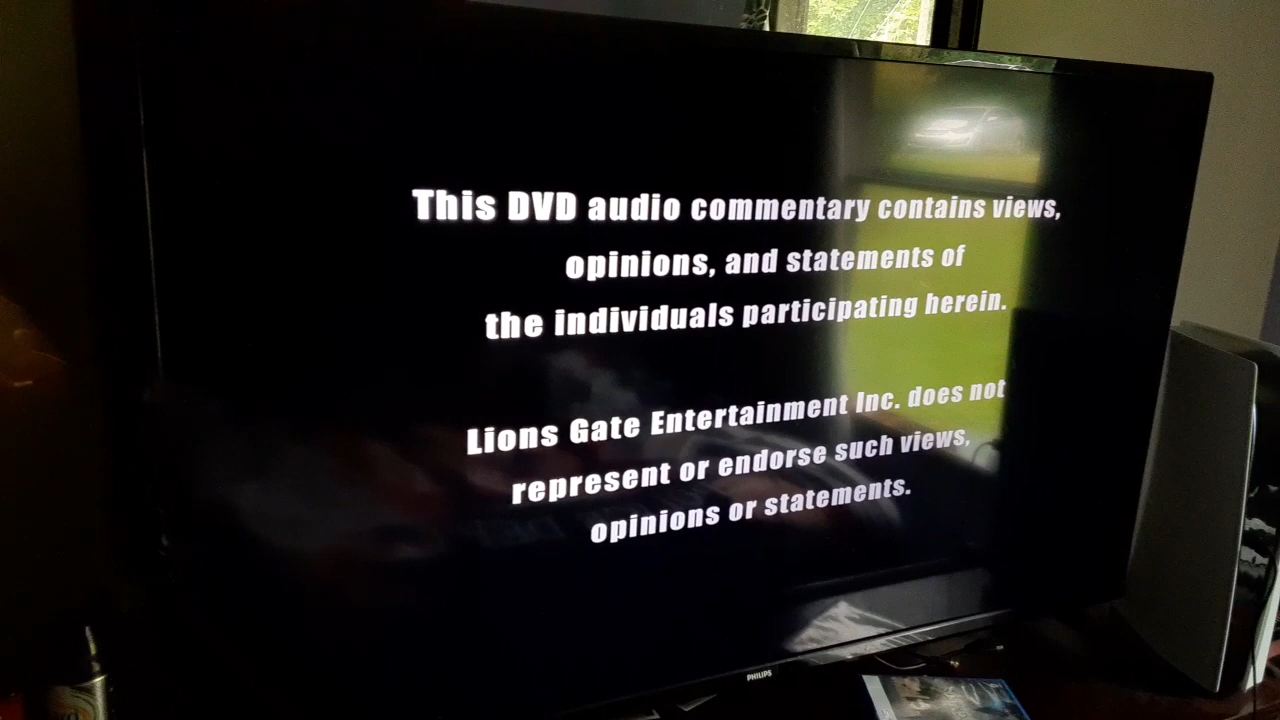 This DVD audio commentary contains views,
opinions, and statements of
the individuals participating herein.
Lions Gate Entertainment Inc. does not
represent or endorse such views,
opinions or statements.
PHILIPS